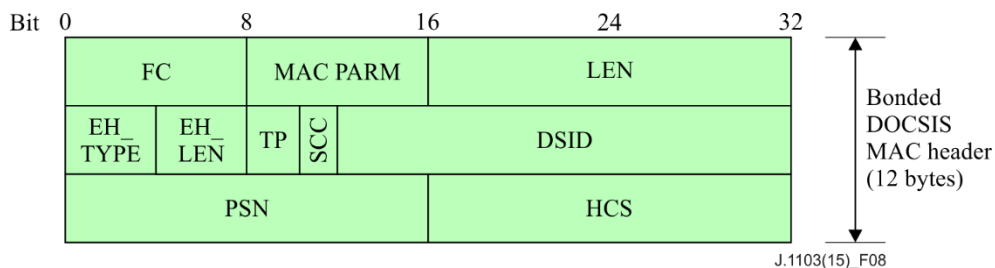 Bit 0 8 16 24 32
FC MAC PARM LEN
EH_
TYPE
EH_
LEN
TP
SCC
DSID
PSN HCS
Bonded
DOCSIS
MAC header
(12 bytes)
J.1103(15)_F08